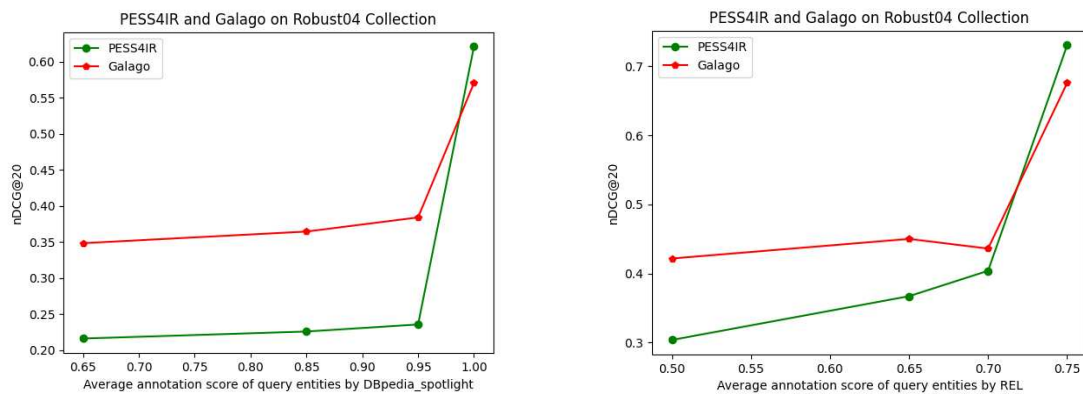 PESS4IR and Galago on Robust04 Collection
PESS4IR
Galago
0.60
0.55
0.50
0.45
0.40
0.35
0.30
0.25
0.20
nDCG@20
0.65 0.70 0.75 0.80 0.85 0.90 0.95 1.00
Average annotation score of query entities by DBpedia_spotlight
PESS4IR and Galago on Robust04 Collection
PESS4IR
Galago
0.7
0.6
0.5
0.4
0.3
nDCG@20
0.50 0.55 0.60 0.65 0.70 0.75
Average annotation score of query entities by REL